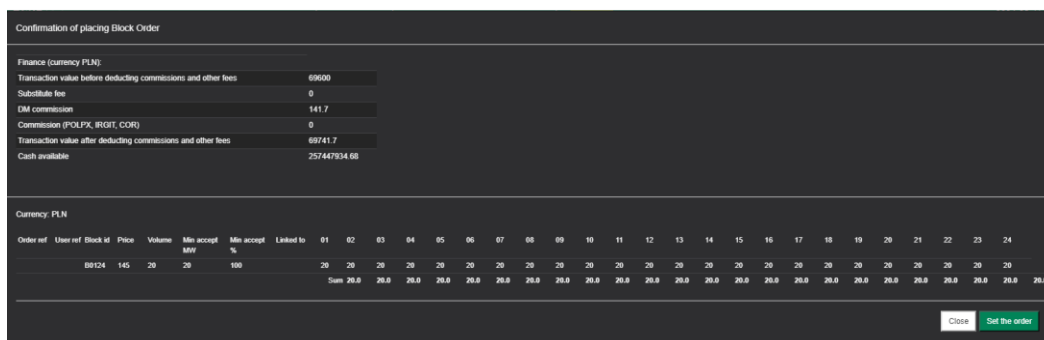 Confirmation of placing Block Order
Finance (currency PLN):
Transaction value before deducting commissions and other fees 69600
Substitute fee 0
DM commission 141.7
Commission (POLPX, IRGIT, COR) 0
Transaction value after deducting commissions and other fees 69741.7
Cash available 257447934.68
Currency: PLN
Order ref User ref Block id Price Volume Min accept MW Min accept % Linked to 01 02 03 04 05 06 07 08 09 10 11 12 13 14 15 16 17 18 19 20 21 22 23 24
B0124 145 20 20 100 20 20 20 20 20 20 20 20 20 20 20 20 20 20 20 20 20 20 20 20 20 20 20 20
Sum 20.0 20.0 20.0 20.0 20.0 20.0 20.0 20.0 20.0 20.0 20.0 20.0 20.0 20.0 20.0 20.0 20.0 20.0 20.0 20.0 20.0 20.0 20.0
Close Set the order